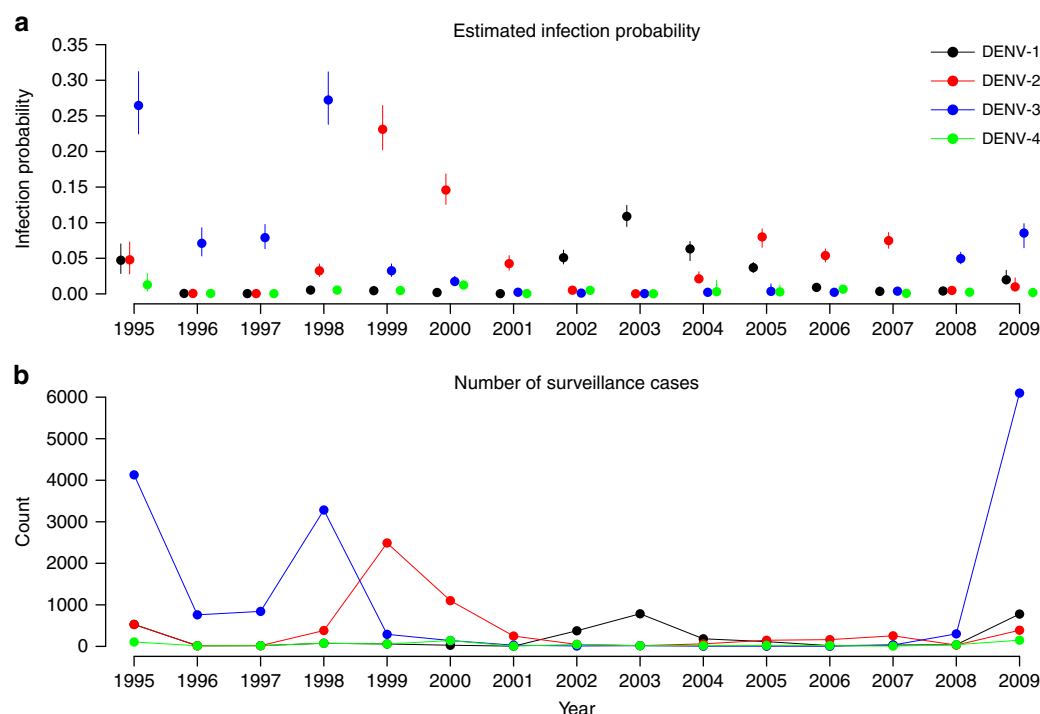 a
Estimated infection probability
Infection probability
0.35
0.30
0.25
0.20
0.15
0.10
0.05
0.00
DENV-1
DENV-2
DENV-3
DENV-4
1995 1996 1997 1998 1999 2000 2001 2002 2003 2004 2005 2006 2007 2008 2009
b
Number of surveillance cases
Count
6000
5000
4000
3000
2000
1000
0
1995 1996 1997 1998 1999 2000 2001 2002 2003 2004 2005 2006 2007 2008 2009
Year